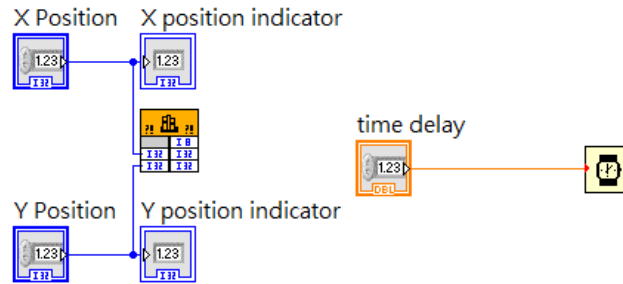 X Position
X position indicator
1.23
1.23
I32
I32
?! ?!
I8
I32 I32
I32 I32
time delay
1.23
DBL
Y Position
Y position indicator
1.23
1.23
I32
I32